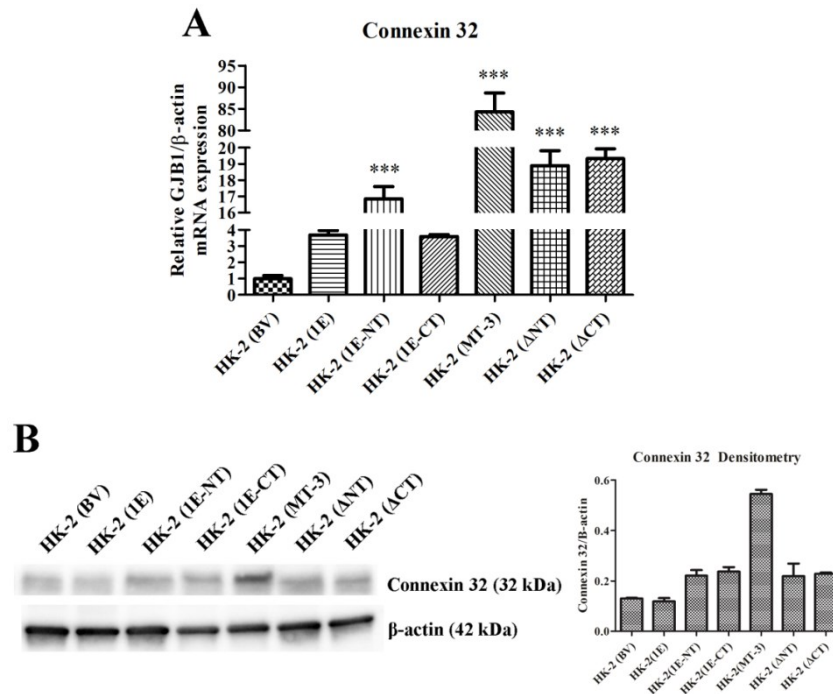 A
Connexin 32
Relative GJB1/β-actin
mRNA expression
95
90
85
80
20
19
18
17
16
4
3
2
1
0
***
***
***
***
HK-2 (BV)
HK-2 (1E)
HK-2 (1E-NT)
HK-2 (1E-CT)
HK-2 (MT-3)
HK-2 (ΔNT)
HK-2 (ΔCT)
B
HK-2 (BV)
HK-2 (1E)
HK-2 (1E-NT)
HK-2 (1E-CT)
HK-2 (MT-3)
HK-2 (ΔNT)
HK-2 (ΔCT)
Connexin 32 (32 kDa)
β-actin (42 kDa)
Connexin 32 Densitometry
Connexin 32/B-actin
0.6
0.4
0.2
0.0
HK-2 (BV)
HK-2(1E)
HK-2(1E-NT)
HK-2(1E-CT)
HK-2(MT-3)
HK-2 (ΔNT)
HK-2 (ΔCT)